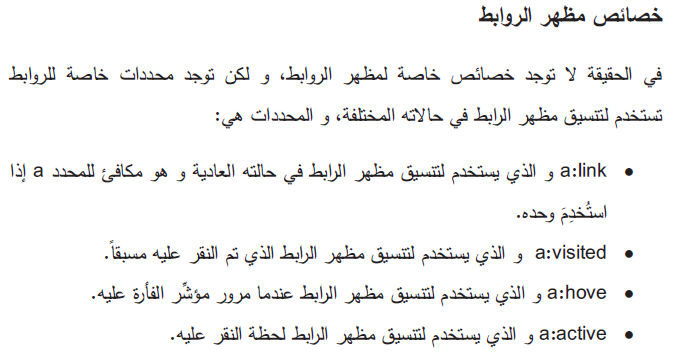 خصائص مظهر الروابط
في الحقيقة لا توجد خصائص خاصة لمظهر الروابط، و لكن توجد محددات خاصة للروابط
تستخدم لتنسيق مظهر الرابط في حالاته المختلفة، و المحددات هي:
• a:link و الذي يستخدم لتنسيق مظهر الرابط في حالته العادية و هو مكافئ للمحدد a إذا
استُخدِمَ وحده.
• a:visited و الذي يستخدم لتنسيق مظهر الرابط الذي تم النقر عليه مسبقاً.
• a:hove و الذي يستخدم لتنسيق مظهر الرابط عندما مرور مؤشِّر الفأرة عليه.
• a:active و الذي يستخدم لتنسيق مظهر الرابط لحظة النقر عليه.